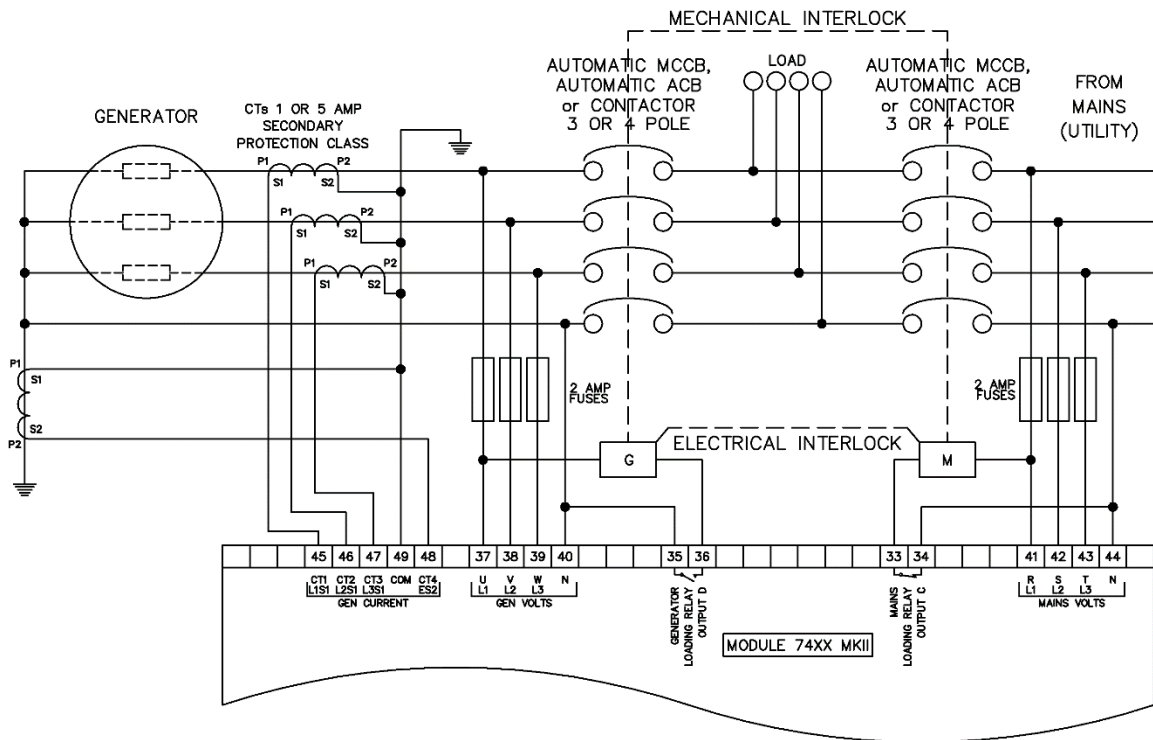 MECHANICAL INTERLOCK
AUTOMATIC MCCB,
AUTOMATIC ACB
or CONTACTOR
3 OR 4 POLE
LOAD
AUTOMATIC MCCB,
AUTOMATIC ACB
or CONTACTOR
3 OR 4 POLE
FROM
MAINS
(UTILITY)
GENERATOR
CTs 1 OR 5 AMP
SECONDARY
PROTECTION CLASS
P1 P2
S1 S2
P1 P2
S1 S2
P1 P2
S1 S2
P1
S1
S2
P2
2 AMP
FUSES
2 AMP
FUSES
ELECTRICAL INTERLOCK
G
M
45 46 47 49 48 37 38 39 40 35 36 33 34 41 42 43 44
CT1 CT2 CT3 COM CT4
L1S1 L2S1 L3S1 ES2
GEN CURRENT
U V W N
L1 L2 L3
GEN VOLTS
GENERATOR
LOADING RELAY
OUTPUT D
MAINS
LOADING RELAY
OUTPUT C
R S T N
L1 L2 L3
MAINS VOLTS
MODULE 74XX MKII